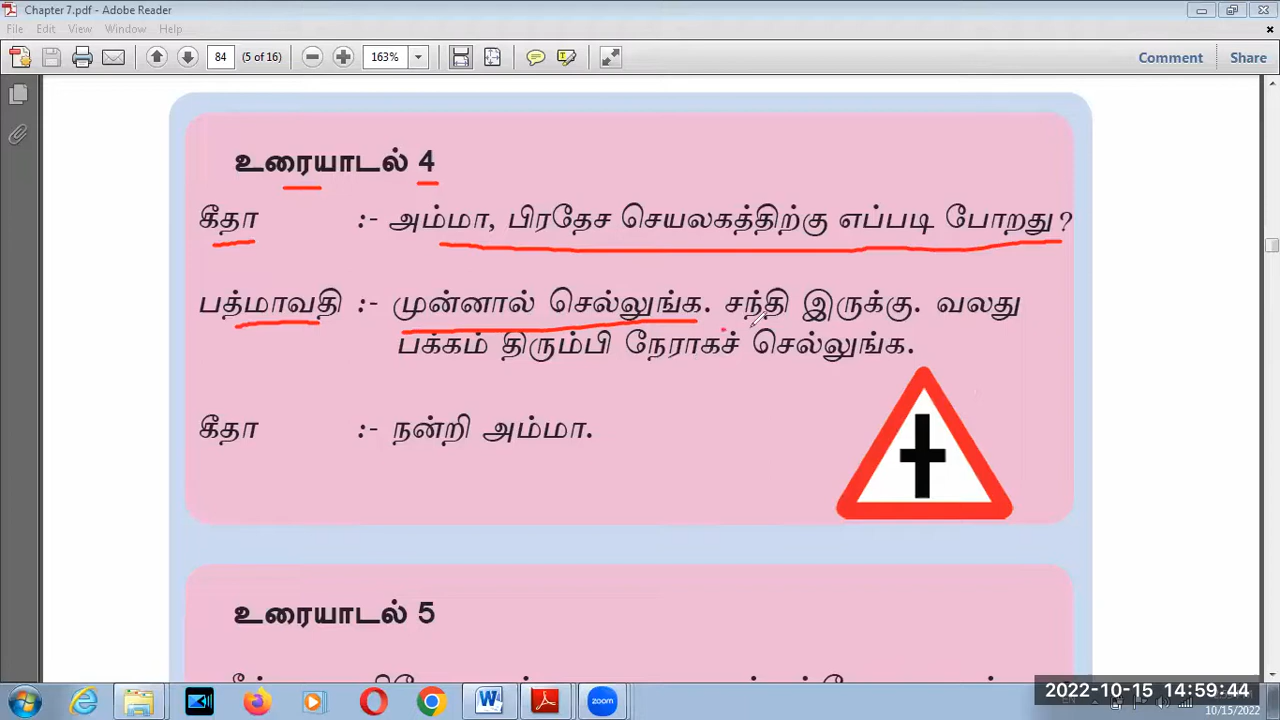 Chapter 7.pdf - Adobe Reader
File Edit View Window Help
84 (5 of 16) 163% Comment Share
உரையாடல் 4
கீதா :- அம்மா, பிரதேச செயலகத்திற்கு எப்படி போறது?
பத்மாவதி :- முன்னால் செல்லுங்க. சந்தி இருக்கு. வலது
பக்கம் திரும்பி நேராகச் செல்லுங்க.
கீதா :- நன்றி அம்மா.
உரையாடல் 5
zoom
2022-10-15 14:59:44
10/15/2022